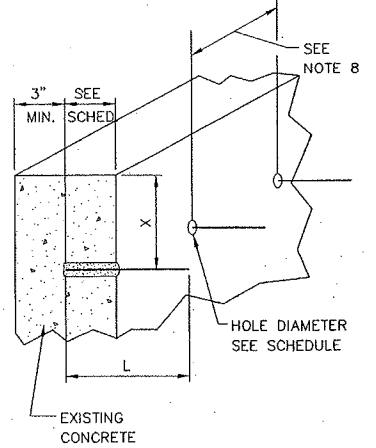 SEE
NOTE 8
3" SEE
MIN. SCHED
X
HOLE DIAMETER
SEE SCHEDULE
L
EXISTING
CONCRETE